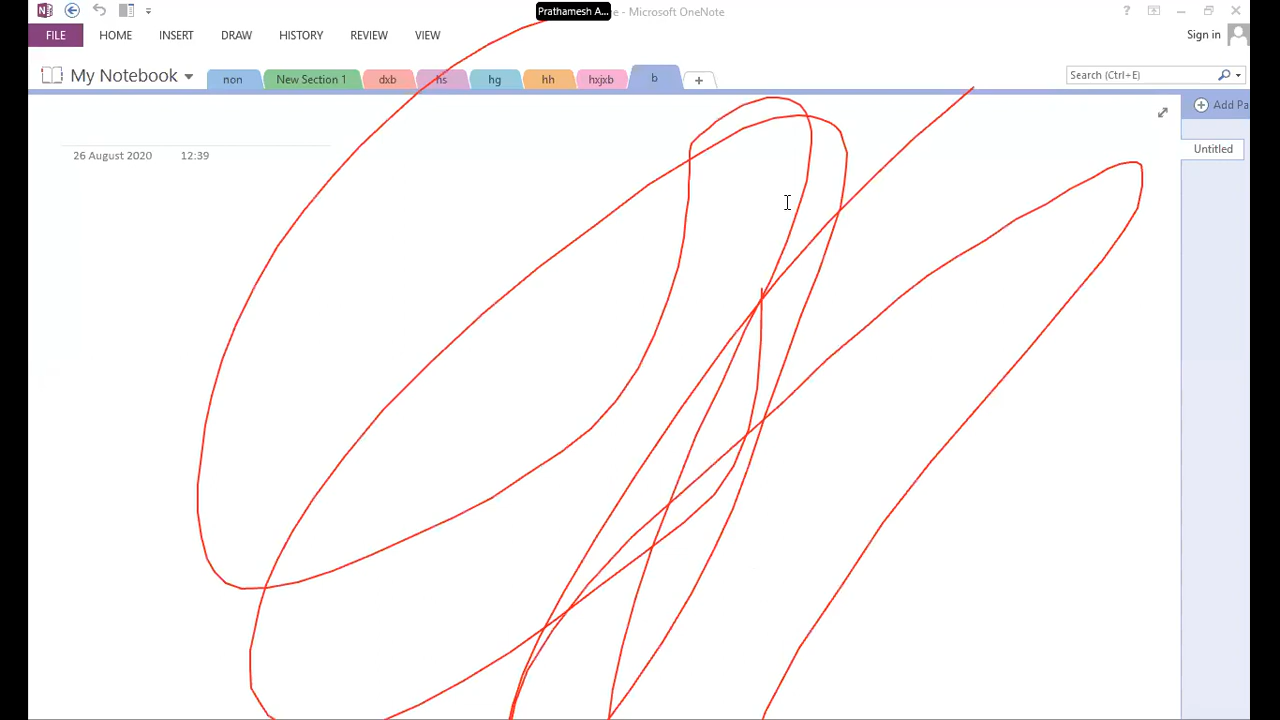 Prathamesh A... e - Microsoft OneNote ?
FILE HOME INSERT DRAW HISTORY REVIEW VIEW Sign in
My Notebook non New Section 1 dxb hs hg hh hxjxb b + Search (Ctrl+E)
Add Pa
Untitled
26 August 2020 12:39